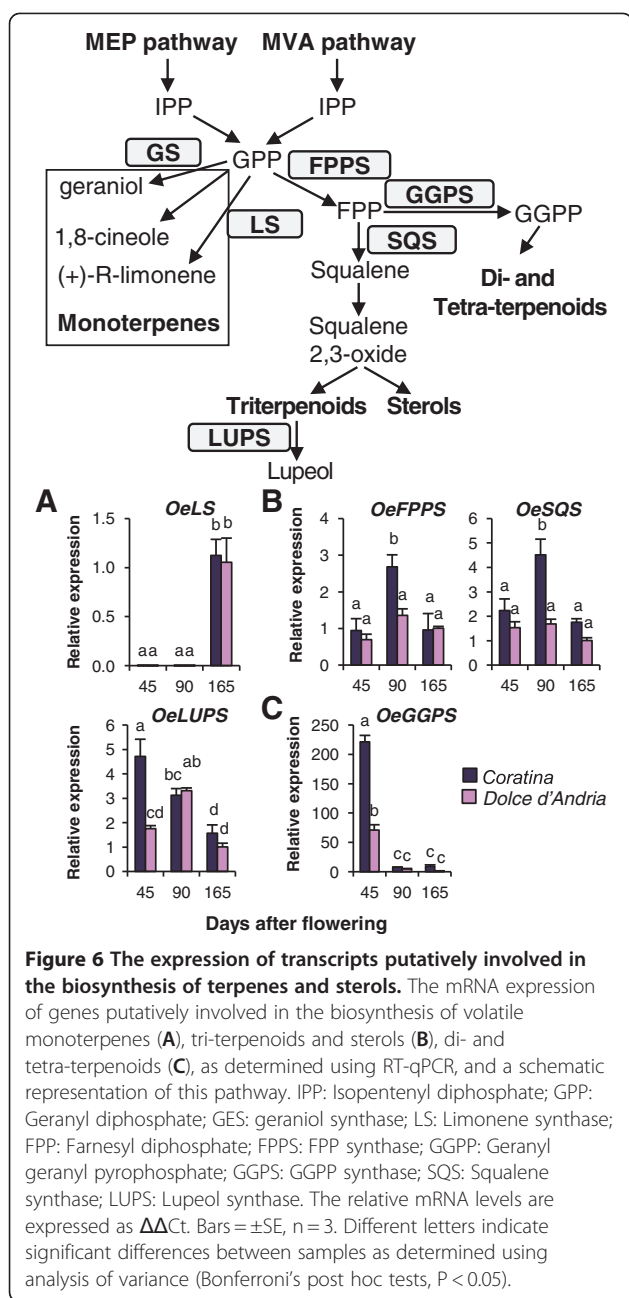 MEP pathway MVA pathway
IPP IPP
GS GPP FPPS
geraniol GGPS
LS FPP GGPP
1,8-cineole SQS
(+)-R-limonene Squalene Di- and
Monoterpenes Tetra-terpenoids
Squalene
2,3-oxide
Triterpenoids Sterols
LUPS
Lupeol
A OeLS B OeFPPS OeSQS
Relative expression
1.5
1.0
0.5
0.0
a a a a b b
45 90 165
Relative expression
4
3
2
1
0
a a b a a a
45 90 165
6
5
4
3
2
1
0
a a b a a a
45 90 165
OeLUPS C OeGGPS
Relative expression
6
5
4
3
2
1
0
a cd bc ab d d
45 90 165
Relative expression
250
200
150
100
50
0
a b c c c c
45 90 165
Coratina
Dolce d'Andria
Days after flowering
Figure 6 The expression of transcripts putatively involved in
the biosynthesis of terpenes and sterols. The mRNA expression
of genes putatively involved in the biosynthesis of volatile
monoterpenes (A), tri-terpenoids and sterols (B), di- and
tetra-terpenoids (C), as determined using RT-qPCR, and a schematic
representation of this pathway. IPP: Isopentenyl diphosphate; GPP:
Geranyl diphosphate; GES: geraniol synthase; LS: Limonene synthase;
FPP: Farnesyl diphosphate; FPPS: FPP synthase; GGPP: Geranyl
geranyl pyrophosphate; GGPS: GGPP synthase; SQS: Squalene
synthase; LUPS: Lupeol synthase. The relative mRNA levels are
expressed as ΔΔCt. Bars = ±SE, n = 3. Different letters indicate
significant differences between samples as determined using
analysis of variance (Bonferroni's post hoc tests, P < 0.05).